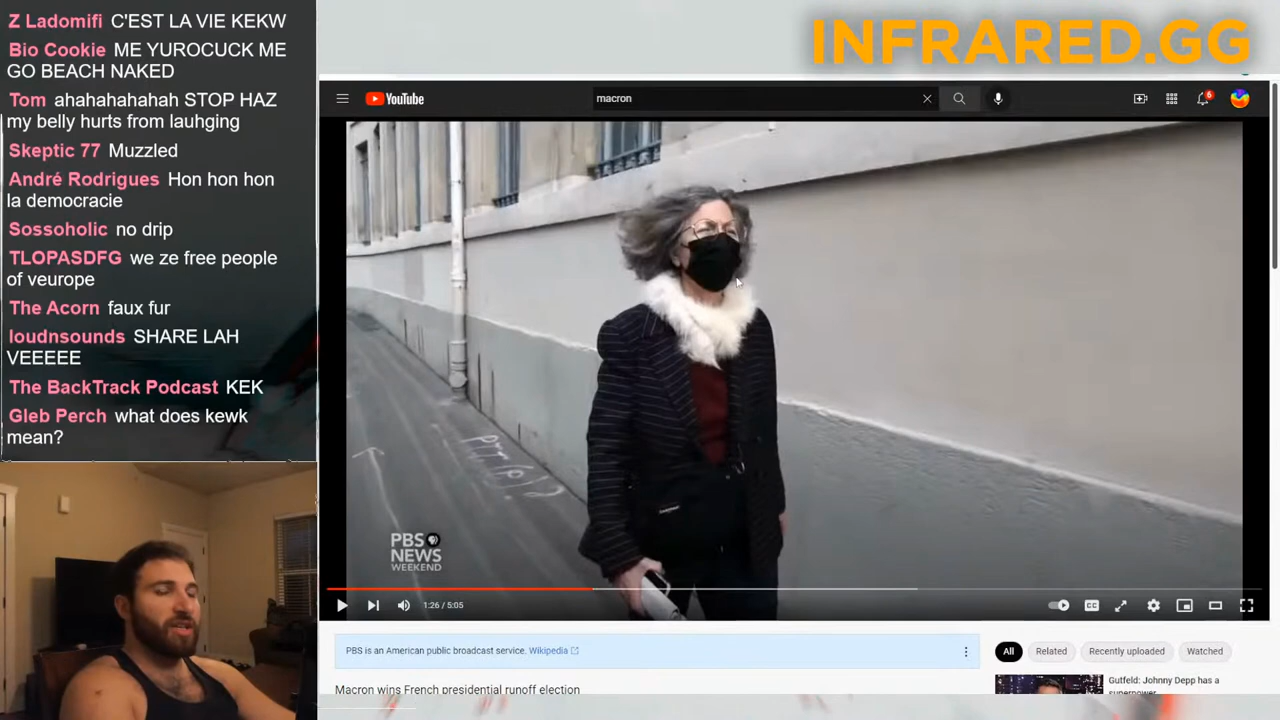 Z Ladomifi C'EST LA VIE KEKW
Bio Cookie ME YUROCUCK ME
GO BEACH NAKED
Tom ahahahahahah STOP HAZ
my belly hurts from lauhging
Skeptic 77 Muzzled
André Rodrigues Hon hon hon
la democracie
Sossoholic no drip
TLOPASDFG we ze free people
of veurope
The Acorn faux fur
loudnsounds SHARE LAH
VEEEEE
The BackTrack Podcast KEK
Gleb Perch what does kewk
mean?
INFRARED.GG
YouTube
macron
6
PTT(P)!?
PBS
NEWS
WEEKEND
1:26 / 5:05
CC
PBS is an American public broadcast service. Wikipedia
All
Related
Recently uploaded
Watched
Macron wins French presidential runoff election
Gutfeld: Johnny Depp has a
superpower